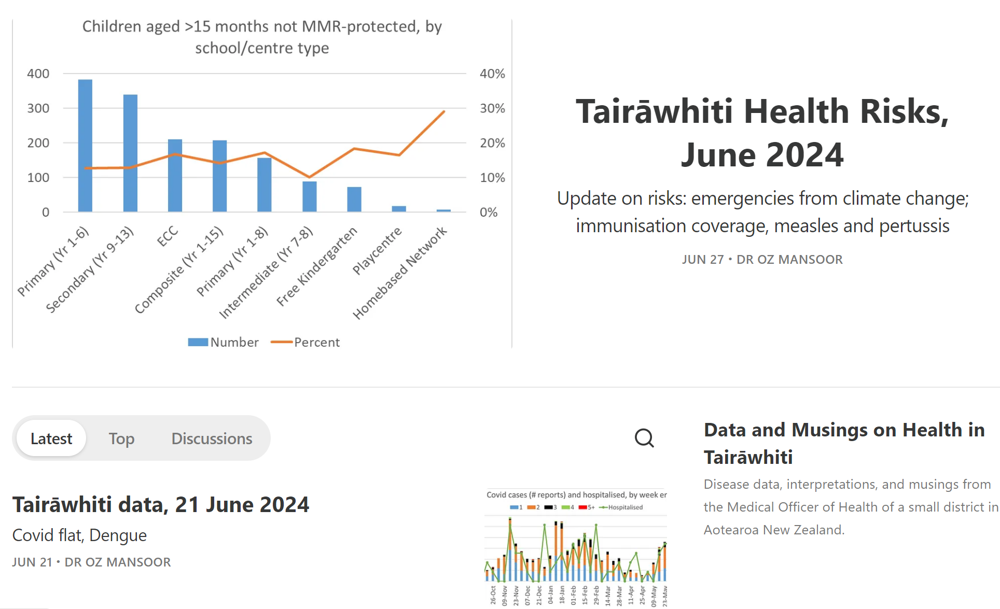 Children aged >15 months not MMR-protected, by
school/centre type
400
300
200
100
0
40%
30%
20%
10%
0%
Primary (Yr 1-6)
Secondary (Yr 9-13)
ECC
Composite (Yr 1-15)
Primary (Yr 1-8)
Intermediate (Yr 7-8)
Free Kindergarten
Playcentre
Homebased Network
Number
Percent
Tairāwhiti Health Risks,
June 2024
Update on risks: emergencies from climate change;
immunisation coverage, measles and pertussis
JUN 27 • DR OZ MANSOOR
Latest
Top
Discussions
Tairāwhiti data, 21 June 2024
Covid flat, Dengue
JUN 21 • DR OZ MANSOOR
Covid cases (# reports) and hospitalised, by week er
1 2 3 4 5+ Hospitalised
26-Oct
09-Nov
23-Nov
07-Dec
21-Dec
04-Jan
18-Jan
01-Feb
15-Feb
29-Feb
14-Mar
28-Mar
11-Apr
25-Apr
09-May
23-May
Data and Musings on Health in
Tairāwhiti
Disease data, interpretations, and musings from
the Medical Officer of Health of a small district in
Aotearoa New Zealand.